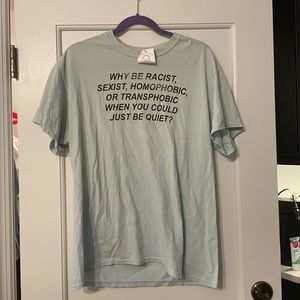 WHY BE RACIST,
SEXIST, HOMOPHOBIC,
OR TRANSPHOBIC
WHEN YOU COULD
JUST BE QUIET?